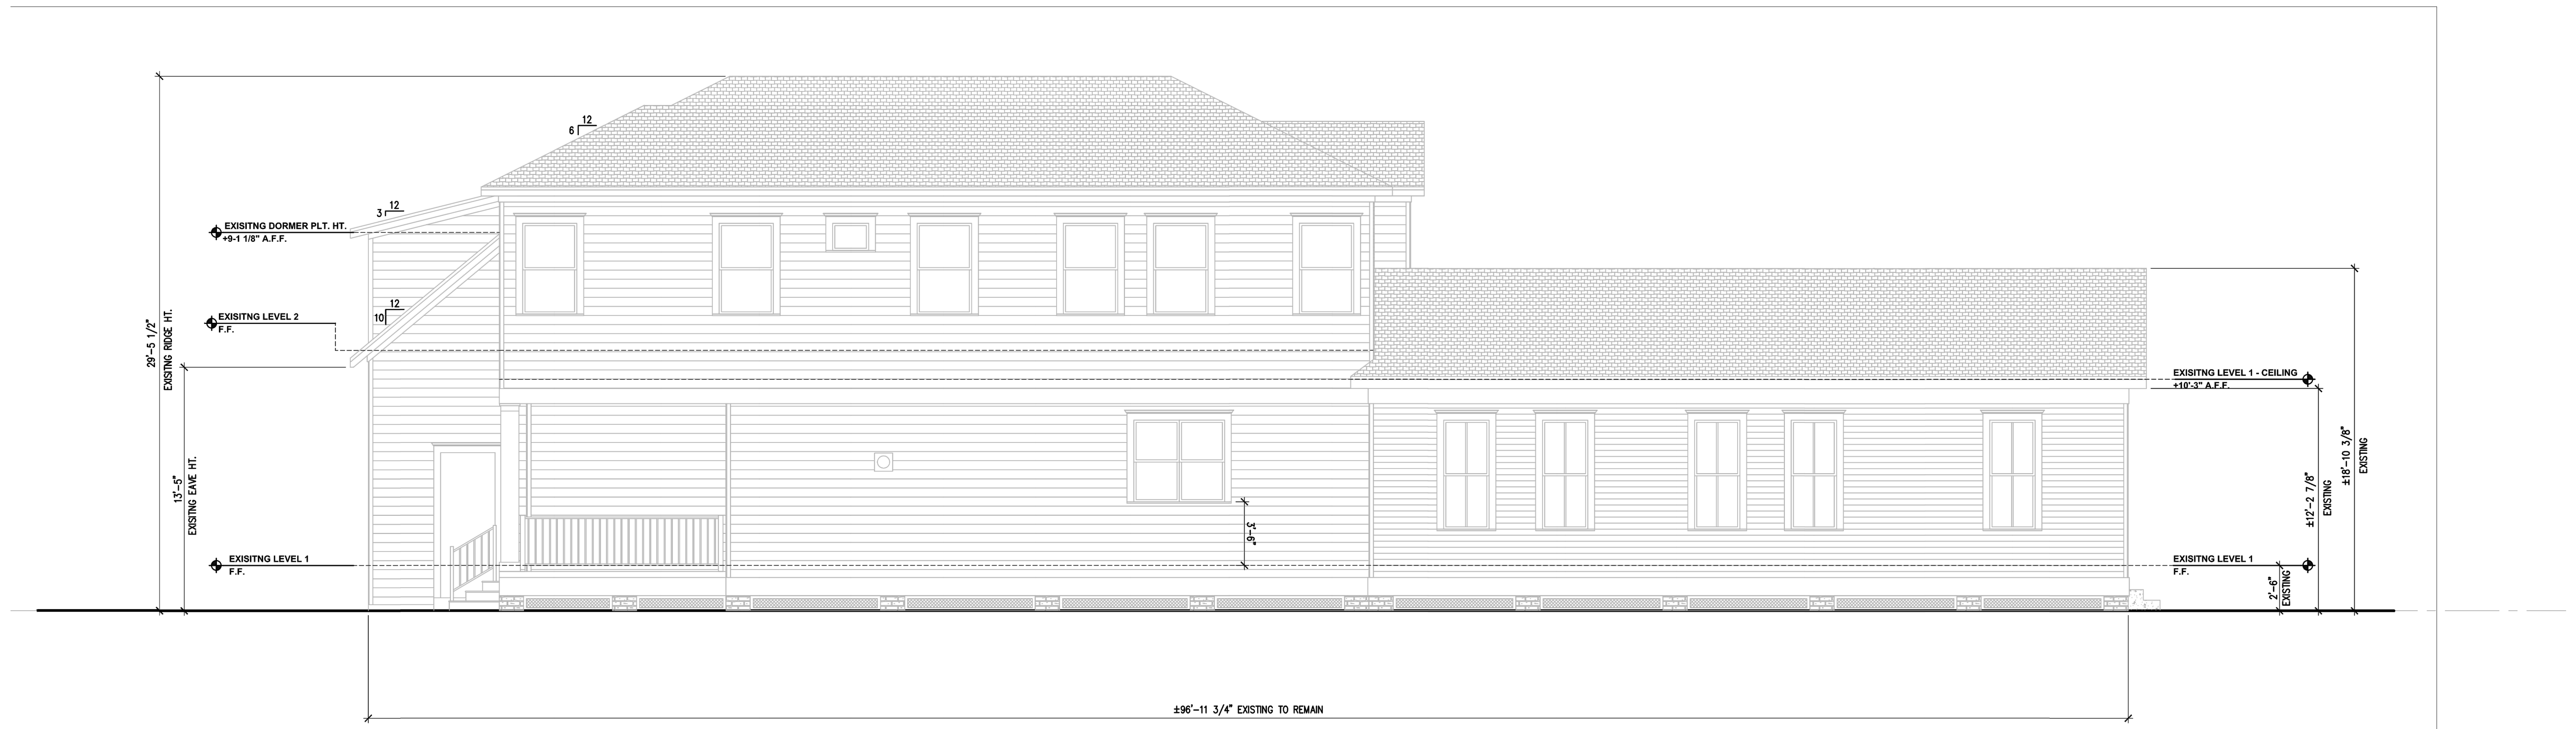 12
6
12
3
EXISITNG DORMER PLT. HT.
+9-1 1/8" A.F.F.
12
10
EXISITNG LEVEL 2
F.F.
29'-5 1/2"
EXISITNG RIDGE HT.
13'-5"
EXISITNG EAVE HT.
EXISITNG LEVEL 1
F.F.
3'-6"
EXISITNG LEVEL 1 - CEILING
+10'-3" A.F.F.
±18'-10 3/8"
EXISTING
±12'-2 7/8"
EXISTING
EXISITNG LEVEL 1
F.F.
2'-6"
EXISTING
±96'-11 3/4" EXISTING TO REMAIN